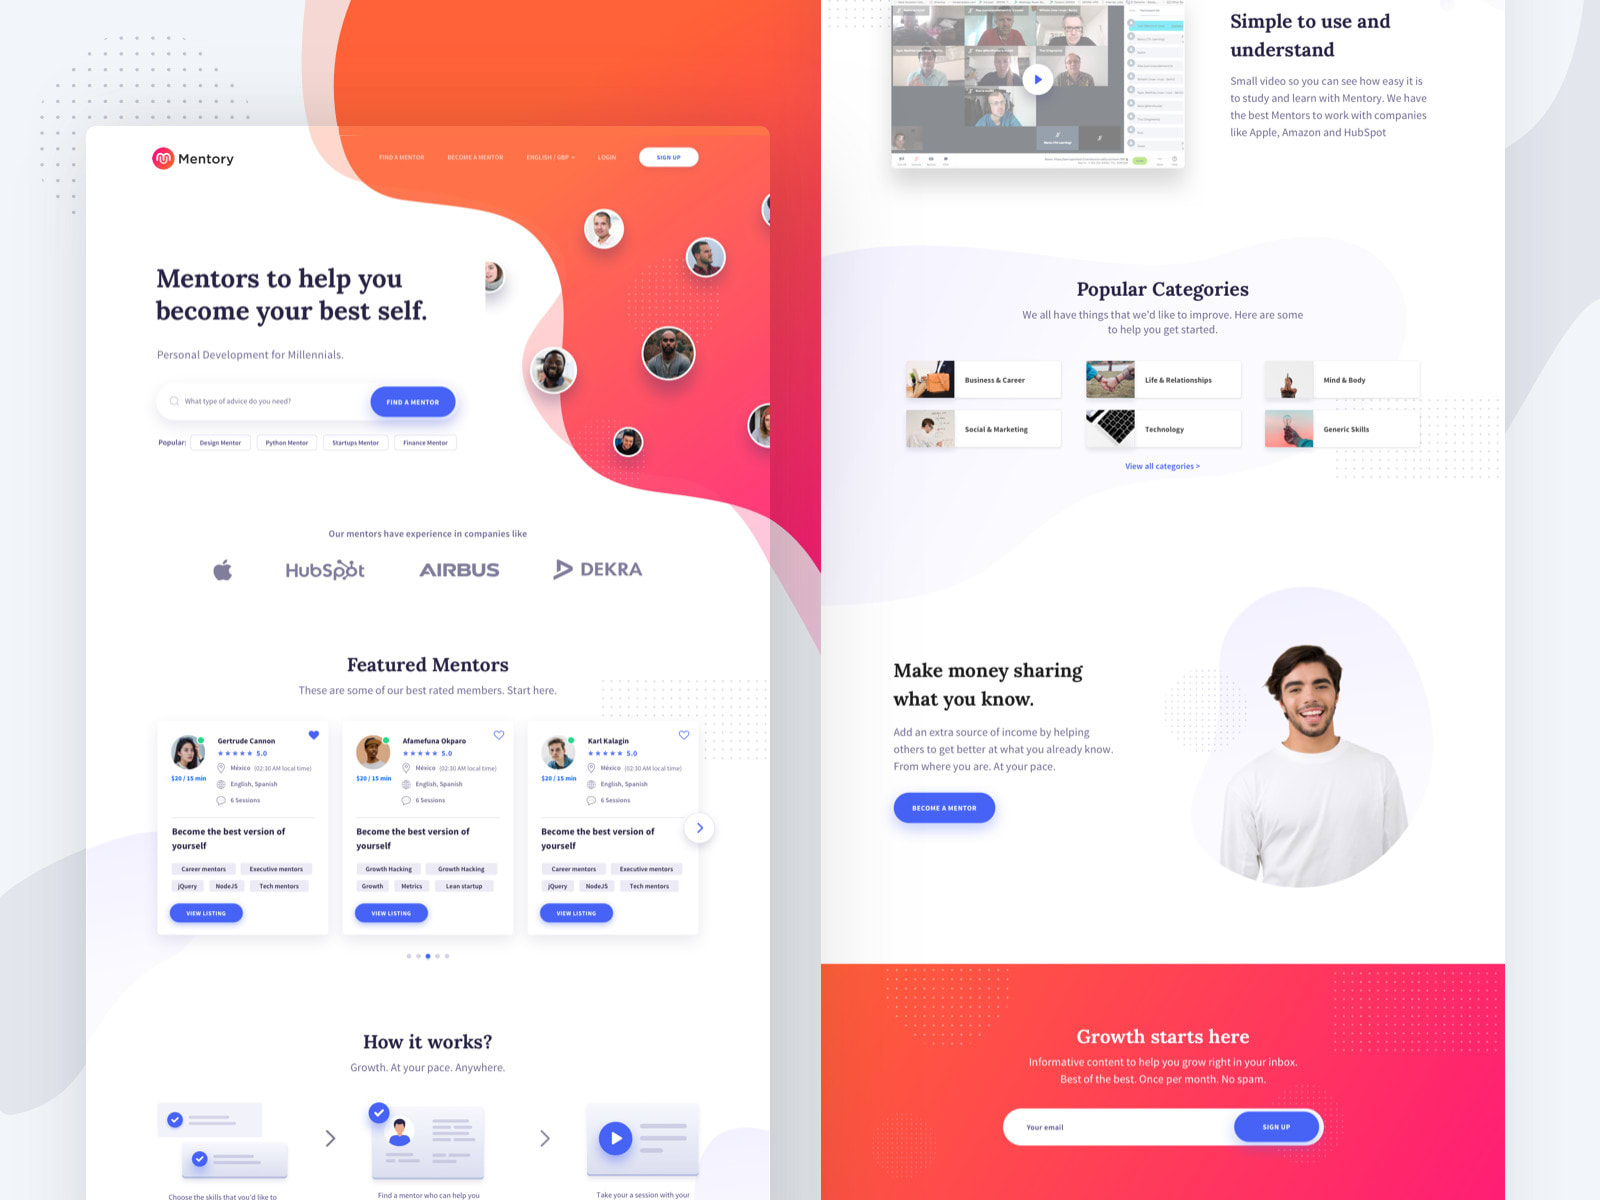 Mentory
FIND A MENTOR
BECOME A MENTOR
ENGLISH / GBP
LOGIN
SIGN UP
Mentors to help you
become your best self.
Personal Development for Millennials.
What type of advice do you need?
FIND A MENTOR
Popular:
Design Mentor
Python Mentor
Startups Mentor
Finance Mentor
Our mentors have experience in companies like
HubSpot
AIRBUS
DEKRA
Featured Mentors
These are some of our best rated members. Start here.
Gertrude Cannon
5.0
$20 / 15 min
México (02:30 AM local time)
English, Spanish
6 Sessions
Become the best version of
yourself
Career mentors
Executive mentors
jQuery
NodeJS
Tech mentors
VIEW LISTING
Afamefuna Okparo
5.0
$20 / 15 min
México (02:30 AM local time)
English, Spanish
6 Sessions
Become the best version of
yourself
Growth Hacking
Growth Hacking
Growth
Metrics
Lean startup
VIEW LISTING
Karl Kalagin
5.0
$20 / 15 min
México (02:30 AM local time)
English, Spanish
6 Sessions
Become the best version of
yourself
Career mentors
Executive mentors
jQuery
NodeJS
Tech mentors
VIEW LISTING
How it works?
Growth. At your pace. Anywhere.
Choose the skills that you'd like to
Find a mentor who can help you
Take your a session with your
Simple to use and
understand
Small video so you can see how easy it is
to study and learn with Mentory. We have
the best Mentors to work with companies
like Apple, Amazon and HubSpot
Popular Categories
We all have things that we'd like to improve. Here are some
to help you get started.
Business & Career
Life & Relationships
Mind & Body
Social & Marketing
Technology
Generic Skills
View all categories >
Make money sharing
what you know.
Add an extra source of income by helping
others to get better at what you already know.
From where you are. At your pace.
BECOME A MENTOR
Growth starts here
Informative content to help you grow right in your inbox.
Best of the best. Once per month. No spam.
Your email
SIGN UP